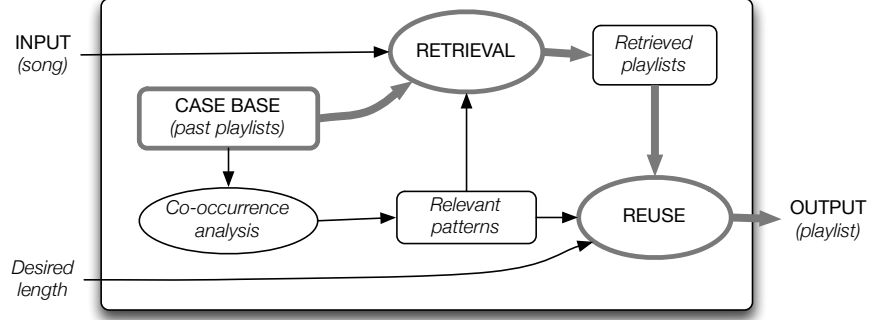 INPUT
(song)
RETRIEVAL
Retrieved
playlists
CASE BASE
(past playlists)
Co-occurrence
analysis
Relevant
patterns
REUSE
OUTPUT
(playlist)
Desired
length